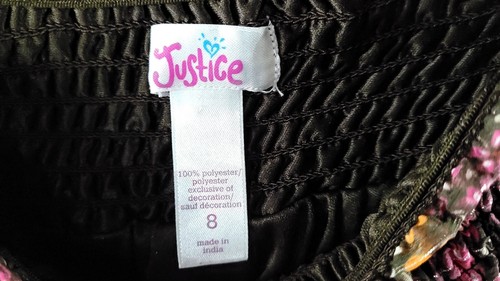 Justice
100% polyester/
polyester
exclusive of
decoration/
sauf décoration
8
made in
india